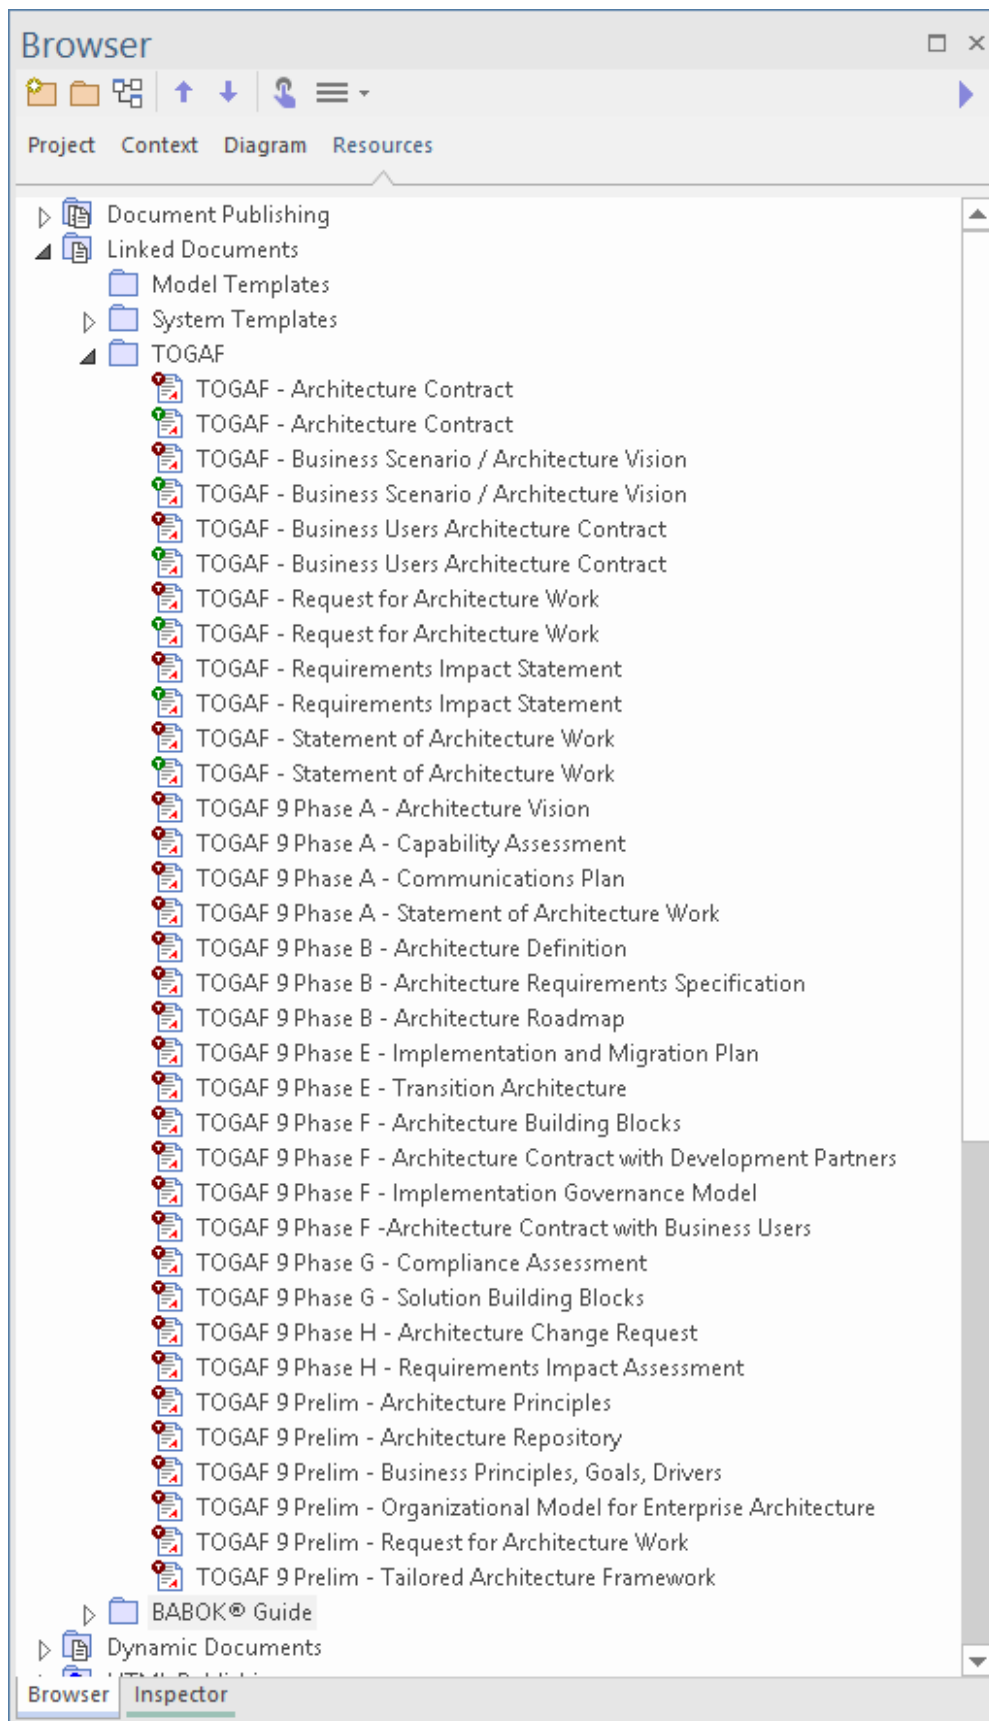 Browser
Project Context Diagram Resources
Document Publishing
Linked Documents
Model Templates
System Templates
TOGAF
TOGAF - Architecture Contract
TOGAF - Architecture Contract
TOGAF - Business Scenario / Architecture Vision
TOGAF - Business Scenario / Architecture Vision
TOGAF - Business Users Architecture Contract
TOGAF - Business Users Architecture Contract
TOGAF - Request for Architecture Work
TOGAF - Request for Architecture Work
TOGAF - Requirements Impact Statement
TOGAF - Requirements Impact Statement
TOGAF - Statement of Architecture Work
TOGAF - Statement of Architecture Work
TOGAF 9 Phase A - Architecture Vision
TOGAF 9 Phase A - Capability Assessment
TOGAF 9 Phase A - Communications Plan
TOGAF 9 Phase A - Statement of Architecture Work
TOGAF 9 Phase B - Architecture Definition
TOGAF 9 Phase B - Architecture Requirements Specification
TOGAF 9 Phase B - Architecture Roadmap
TOGAF 9 Phase E - Implementation and Migration Plan
TOGAF 9 Phase E - Transition Architecture
TOGAF 9 Phase F - Architecture Building Blocks
TOGAF 9 Phase F - Architecture Contract with Development Partners
TOGAF 9 Phase F - Implementation Governance Model
TOGAF 9 Phase F -Architecture Contract with Business Users
TOGAF 9 Phase G - Compliance Assessment
TOGAF 9 Phase G - Solution Building Blocks
TOGAF 9 Phase H - Architecture Change Request
TOGAF 9 Phase H - Requirements Impact Assessment
TOGAF 9 Prelim - Architecture Principles
TOGAF 9 Prelim - Architecture Repository
TOGAF 9 Prelim - Business Principles, Goals, Drivers
TOGAF 9 Prelim - Organizational Model for Enterprise Architecture
TOGAF 9 Prelim - Request for Architecture Work
TOGAF 9 Prelim - Tailored Architecture Framework
BABOK® Guide
Dynamic Documents
Browser Inspector